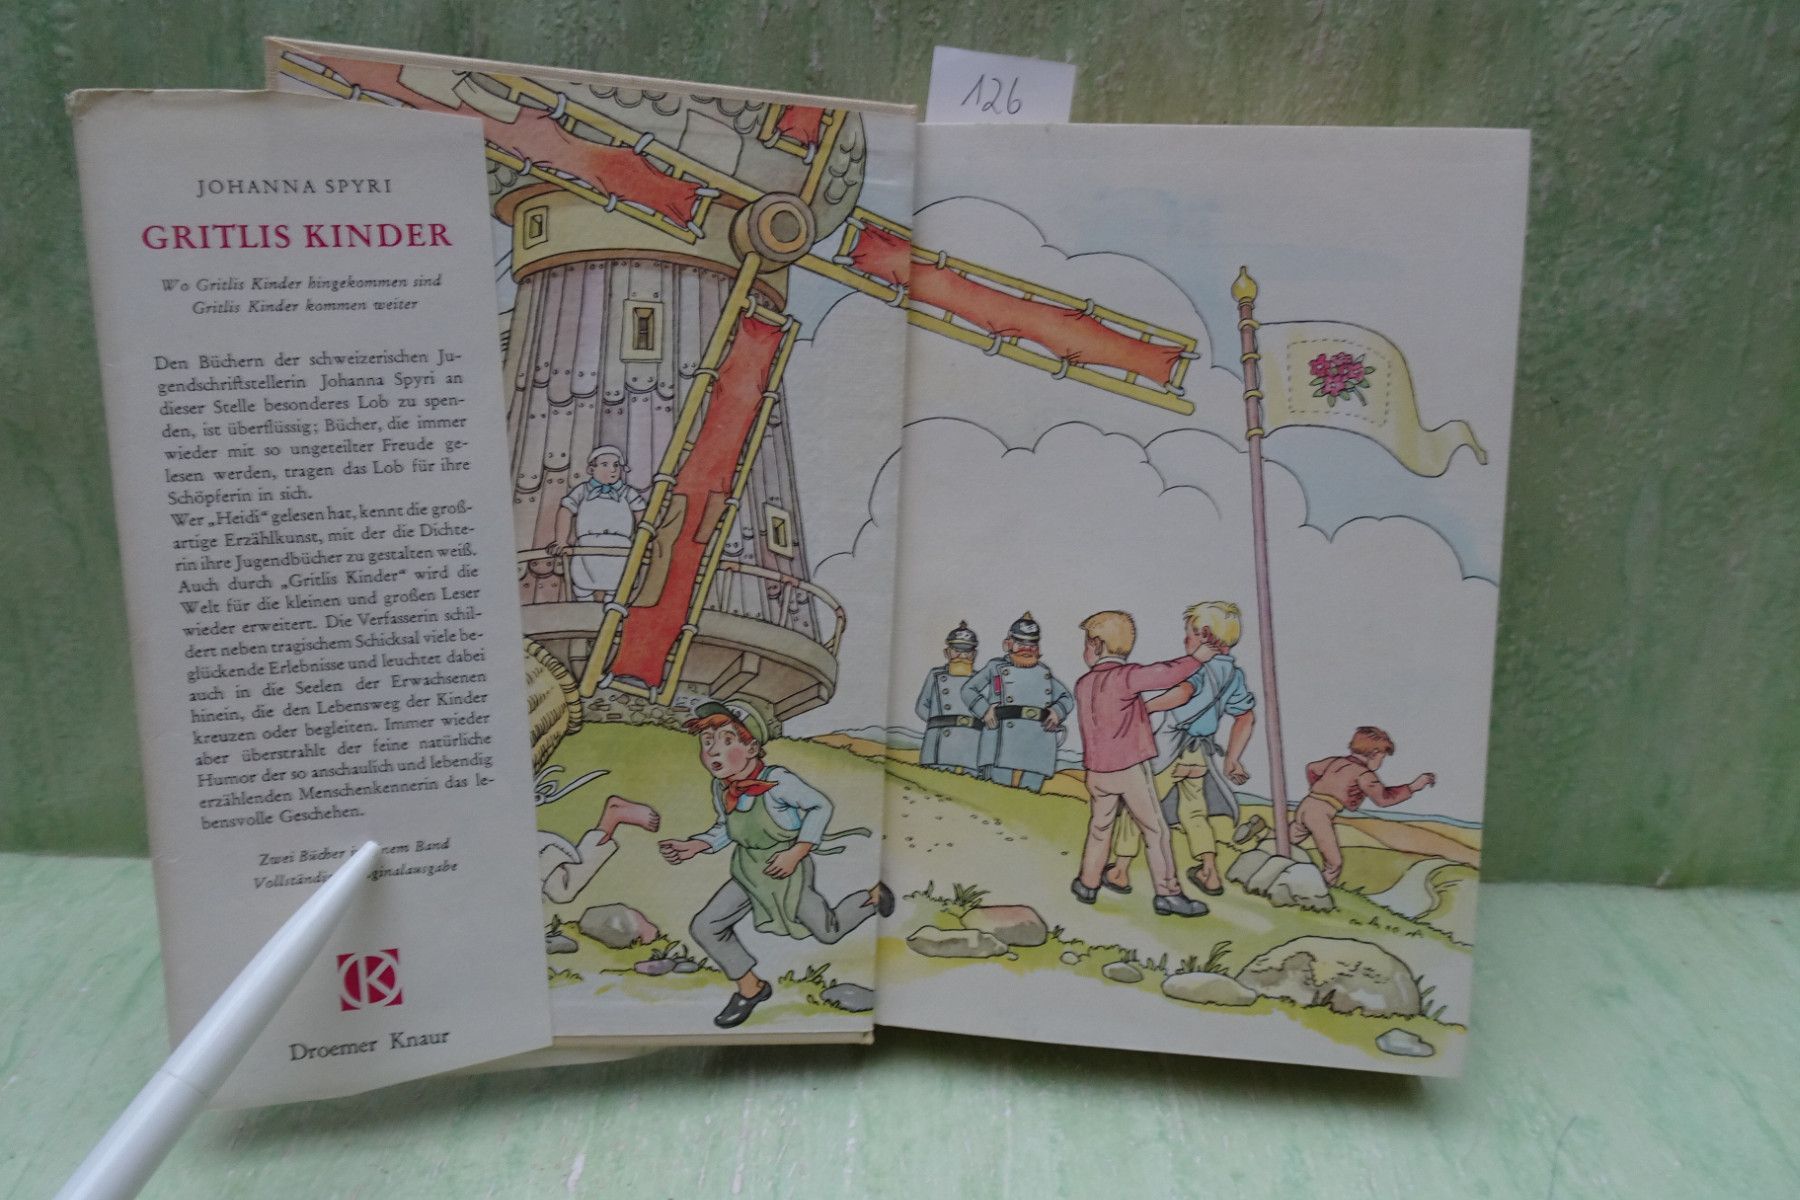 126
JOHANNA SPYRI
GRITLIS KINDER
Wo Gritlis Kinder hingekommen sind
Gritlis Kinder kommen weiter
Den Büchern der schweizerischen Ju-
gendschriftstellerin Johanna Spyri an
dieser Stelle besonderes Lob zu spen-
den, ist überflüssig; Bücher, die immer
wieder mit so ungeteilter Freude ge-
lesen werden, tragen das Lob für ihre
Schöpferin in sich.
Wer „Heidi“ gelesen hat, kennt die groß-
artige Erzählkunst, mit der die Dichte-
rin ihre Jugendbücher zu gestalten weiß.
Auch durch „Gritlis Kinder“ wird die
Welt für die kleinen und großen Leser
wieder erweitert. Die Verfasserin schil-
dert neben tragischem Schicksal viele be-
glückende Erlebnisse und leuchtet dabei
auch in die Seelen der Erwachsenen
hinein, die den Lebensweg der Kinder
kreuzen oder begleiten. Immer wieder
aber überstrahlt der feine natürliche
Humor der so anschaulich und lebendig
erzählenden Menschenkennerin das le-
bensvolle Geschehen.
Zwei Bücher Band
K
Droemer Knaur